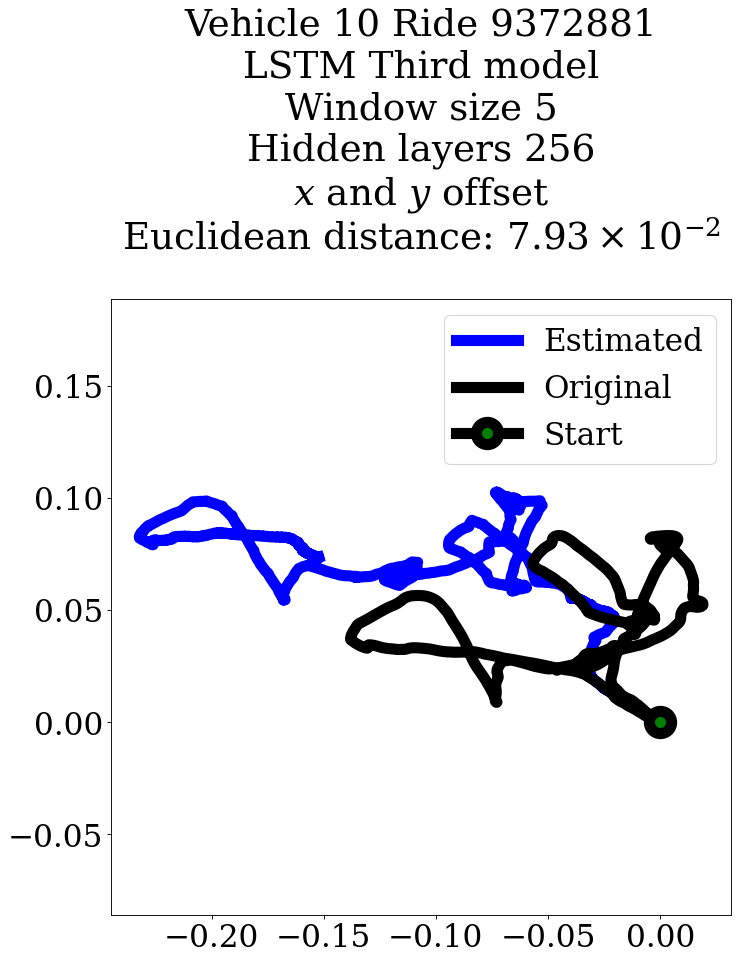 Vehicle 10 Ride 9372881
LSTM Third model
Window size 5
Hidden layers 256
x and y offset
Euclidean distance: 7.93 × 10⁻²
Estimated
Original
Start
0.15
0.10
0.05
0.00
−0.05
−0.20 −0.15 −0.10 −0.05 0.00